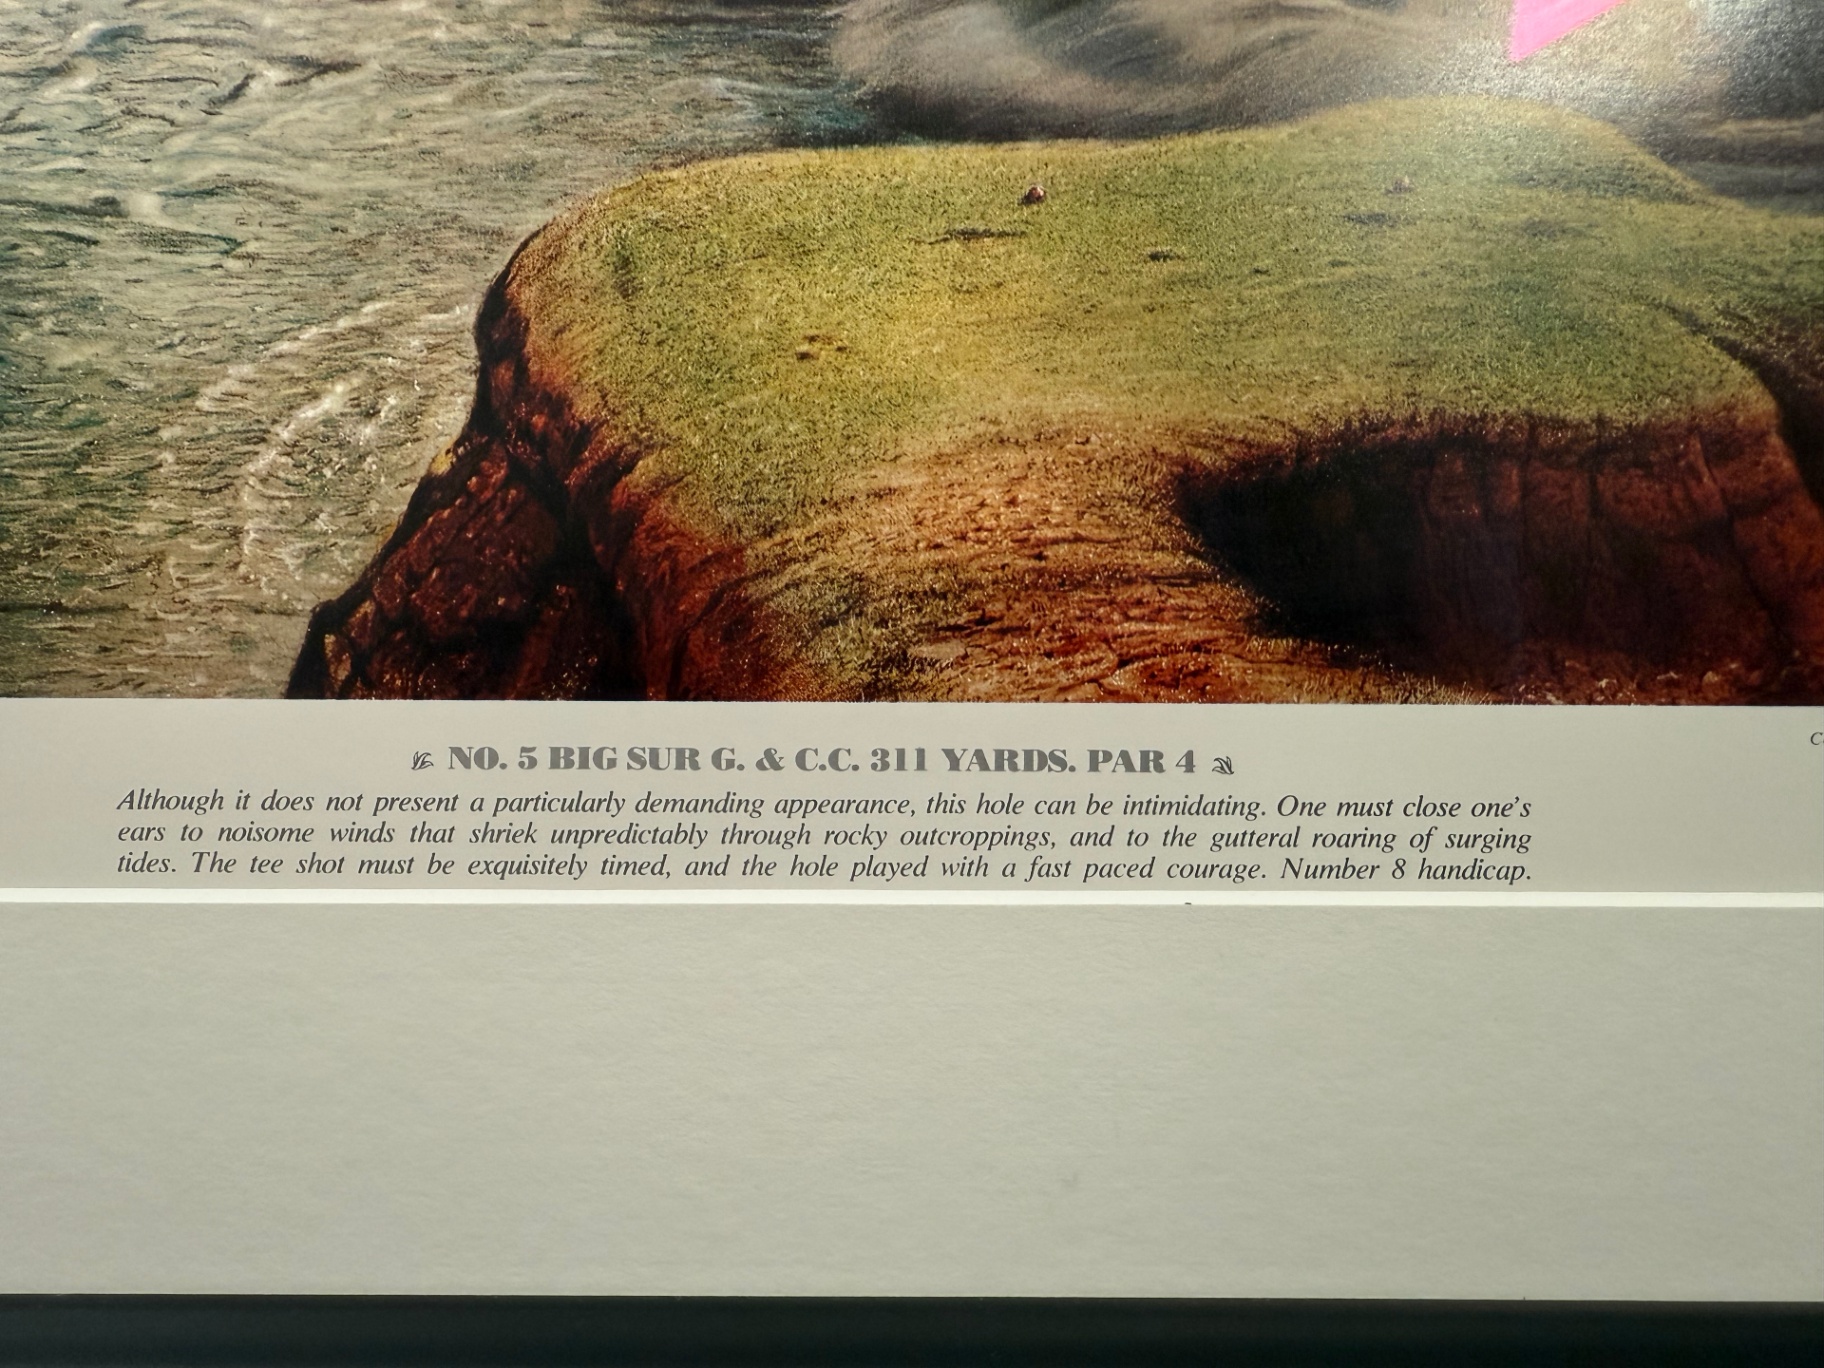 NO. 5 BIG SUR G. & C.C. 311 YARDS. PAR 4
Although it does not present a particularly demanding appearance, this hole can be intimidating. One must close one's
ears to noisome winds that shriek unpredictably through rocky outcroppings, and to the gutteral roaring of surging
tides. The tee shot must be exquisitely timed, and the hole played with a fast paced courage. Number 8 handicap.